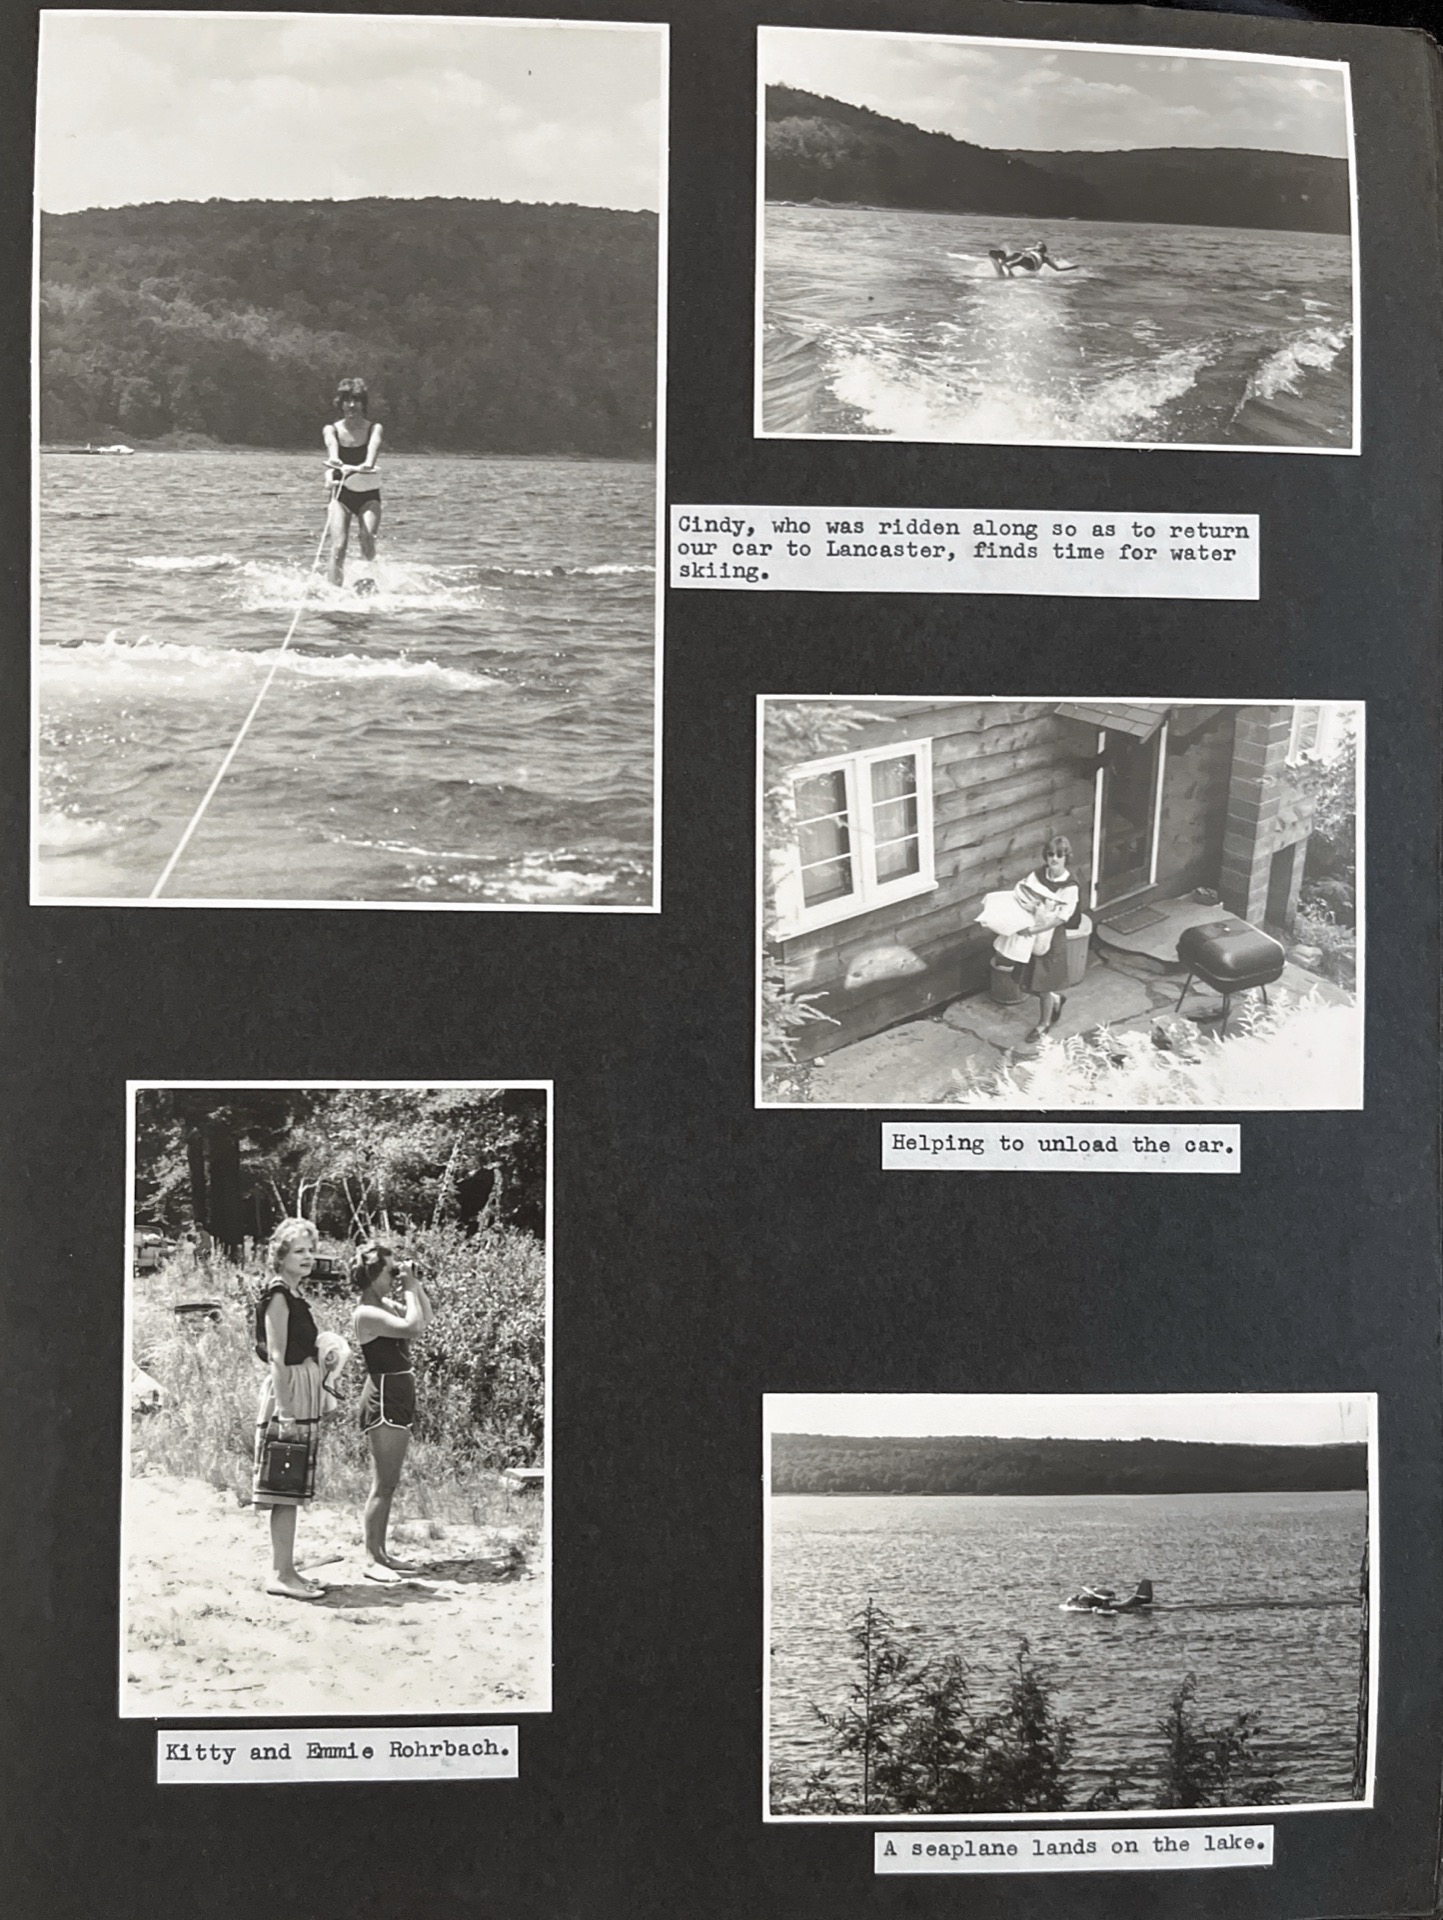 Cindy, who was ridden along so as to return
our car to Lancaster, finds time for water
skiing.
Helping to unload the car.
Kitty and Emmie Rohrbach.
A seaplane lands on the lake.